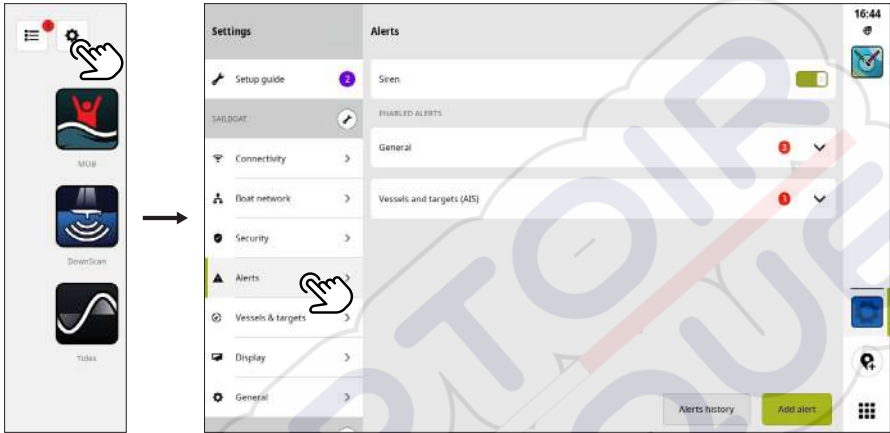 MOB
DownScan
Tides
Settings
Setup guide
2
SAILBOAT
Connectivity
Boat network
Security
Alerts
Vessels & targets
Display
General
Alerts
Siren
ENABLED ALERTS
General
3
Vessels and targets (AIS)
3
Alerts history
Add alert
16:44